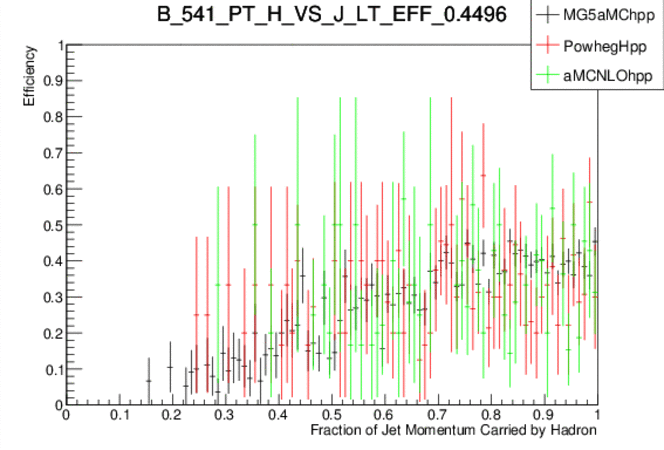 B_541_PT_H_VS_J_LT_EFF_0.4496
MG5aMChpp
PowhegHpp
aMCNLOhpp
Efficiency
1
0.9
0.8
0.7
0.6
0.5
0.4
0.3
0.2
0.1
0
0 0.1 0.2 0.3 0.4 0.5 0.6 0.7 0.8 0.9 1
Fraction of Jet Momentum Carried by Hadron